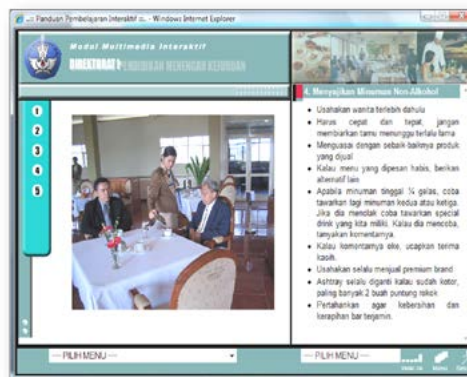 .::: Panduan Pembelajaran Interaktif :::. - Windows Internet Explorer
Modul Multimedia Interaktif
DIREKTORAT PENDIDIKAN MENENGAH KEJURUAN
1
2
3
4
5
4. Menyajikan Minuman Non-Alkohol
• Usahakan wanita terlebih dahulu
• Harus cepat dan tepat, jangan
membiarkan tamu menunggu terlalu lama
• Menguasai dengan sebaik-baiknya produk
yang dijual
• Kalau menu yang dipesan habis, berikan
alternatif lain
• Apabila minuman tinggal ¼ gelas, coba
tawarkan lagi minuman kedua atau ketiga.
Jika dia menolak coba tawarkan special
drink yang kita miliki. Kalau dia mencoba,
tanyakan komentarnya.
• Kalau komentarnya oke, ucapkan terima
kasih.
• Usahakan selalu menjual premium brand
• Ashtray selalu diganti kalau sudah kotor,
paling banyak 2 buah puntung rokok
• Pertahankan agar kebersihan dan
kerapihan bar terjamin.
--- PILIH MENU ---
--- PILIH MENU ---
Menu